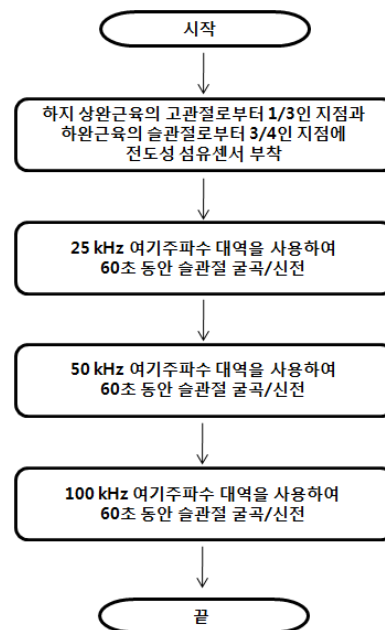 시작
하지 상완근육의 고관절로부터 1/3인 지점과
하완근육의 슬관절로부터 3/4인 지점에
전도성 섬유센서 부착
25 kHz 여기주파수 대역을 사용하여
60초 동안 슬관절 굴곡/신전
50 kHz 여기주파수 대역을 사용하여
60초 동안 슬관절 굴곡/신전
100 kHz 여기주파수 대역을 사용하여
60초 동안 슬관절 굴곡/신전
끝